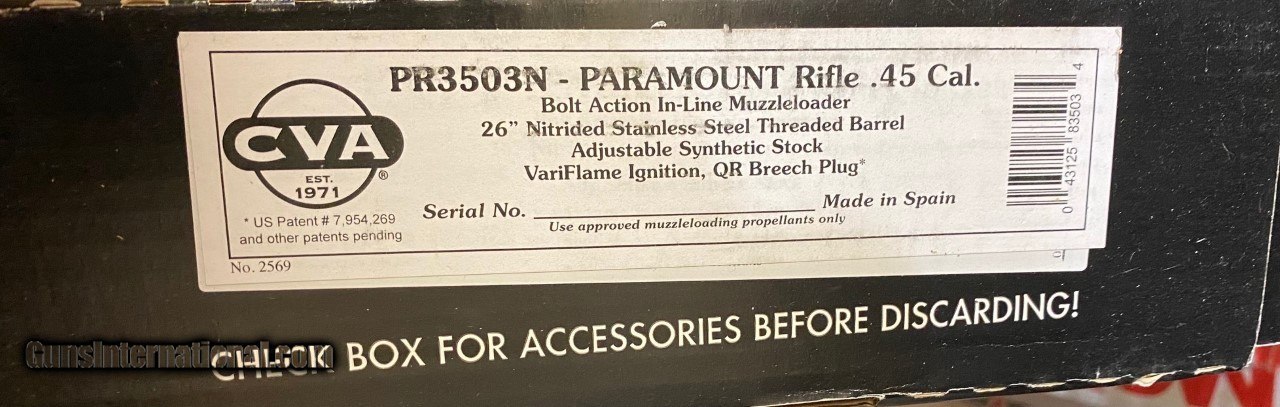 PR3503N - PARAMOUNT Rifle .45 Cal.
Bolt Action In-Line Muzzleloader
26” Nitrided Stainless Steel Threaded Barrel
Adjustable Synthetic Stock
VariFlame Ignition, QR Breech Plug*
CVA
®
EST.
1971
* US Patent # 7,954,269
and other patents pending
Serial No. ____________________ Made in Spain
Use approved muzzleloading propellants only
No. 2569
0 43125 83503 4
CHECK BOX FOR ACCESSORIES BEFORE DISCARDING!
GunsInternational.com